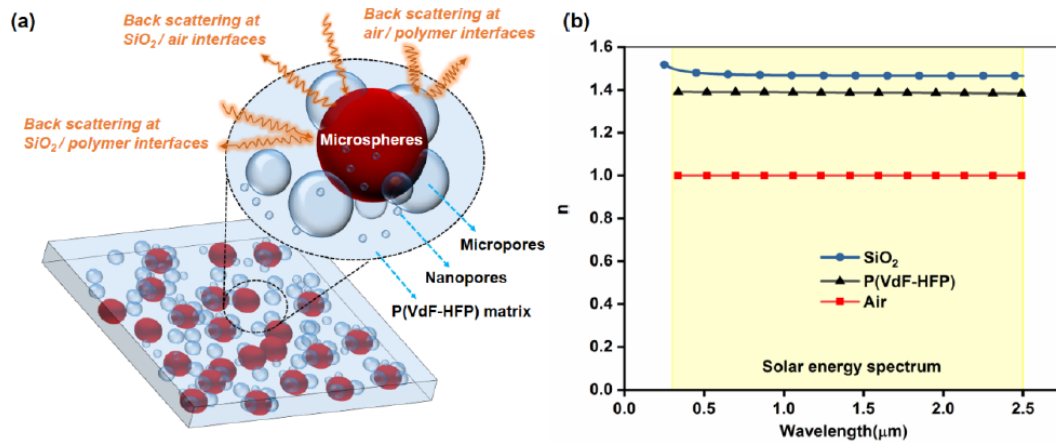 (a)
Back scattering at
SiO₂ / air interfaces
Back scattering at
air / polymer interfaces
Back scattering at
SiO₂ / polymer interfaces
Microspheres
Micropores
Nanopores
P(VdF-HFP) matrix
(b)
1.6
1.4
1.2
1.0
0.8
0.6
0.4
0.2
0.0
n
SiO₂
P(VdF-HFP)
Air
Solar energy spectrum
0.0 0.5 1.0 1.5 2.0 2.5
Wavelength(μm)